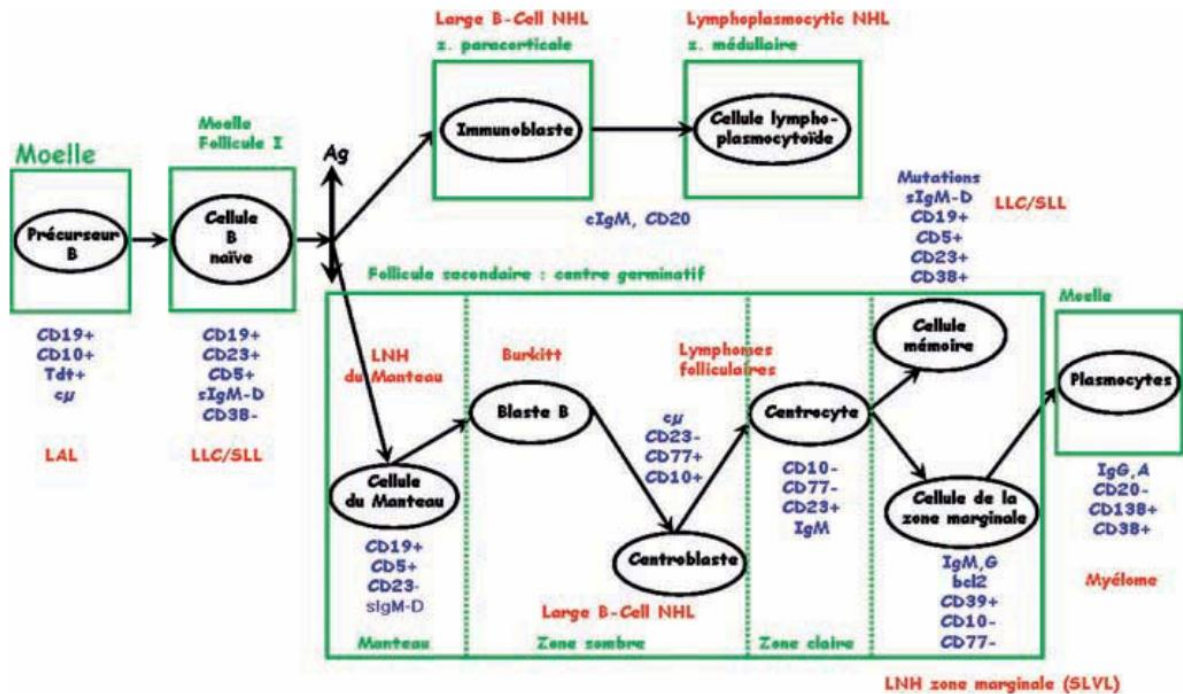 Large B-Cell NHL
z. paracorticale
Lymphoplasmocytic NHL
z. médullaire
Immunoblaste
Cellule lympho-
plasmocytoïde
Moelle
Follicule I
Moelle
Ag
Précurseur
B
Cellule
B
naïve
cIgM, CD20
Mutations
sIgM-D
CD19+
CD5+
CD23+
CD38+
LLC/SLL
CD19+
CD10+
Tdt+
cµ
LAL
CD19+
CD23+
CD5+
sIgM-D
CD38-
LLC/SLL
Follicule secondaire : centre germinatif
LNH
du Manteau
Burkitt
Lymphomes
folliculaires
Cellule
du Manteau
CD19+
CD5+
CD23-
sIgM-D
Manteau
Blaste B
cµ
CD23-
CD77+
CD10+
Centroblaste
Large B-Cell NHL
Zone sombre
Centrocyte
CD10-
CD77-
CD23+
IgM
Zone claire
Cellule
mémoire
Cellule de la
zone marginale
IgM,G
bcl2
CD39+
CD10-
CD77-
LNH zone marginale (SLVL)
Moelle
Plasmocytes
IgG,A
CD20-
CD138+
CD38+
Myélome